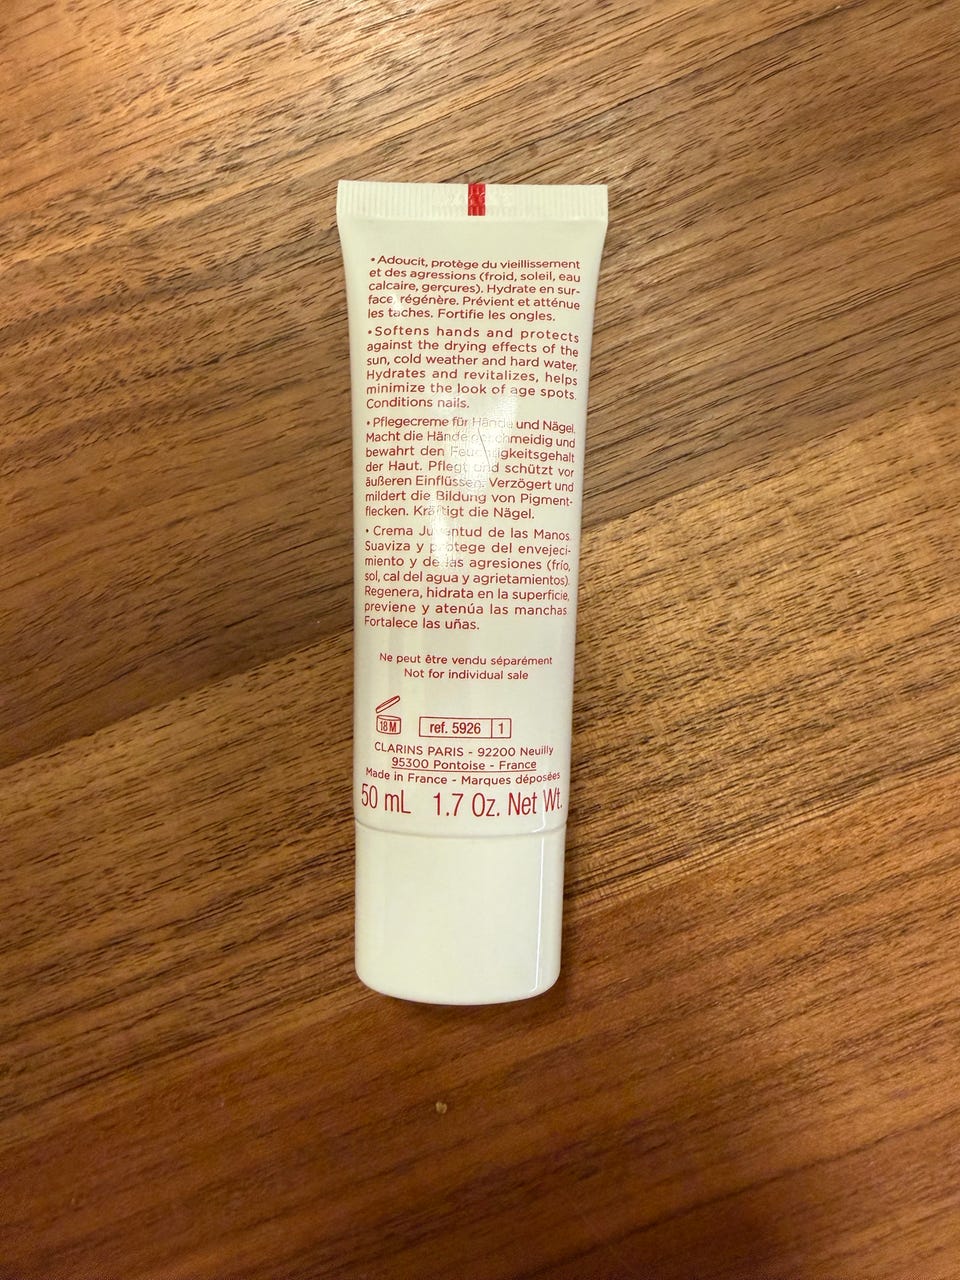 •Adoucit, protège du vieillissement
et des agressions (froid, soleil, eau
calcaire, gerçures). Hydrate en sur-
face, régénère. Prévient et atténue
les taches. Fortifie les ongles.
•Softens hands and protects
against the drying effects of the
sun, cold weather and hard water.
Hydrates and revitalizes, helps
minimize the look of age spots.
Conditions nails.
•Pflegecreme für Hände und Nägel.
Macht die Hände geschmeidig und
bewahrt den Feuchtigkeitsgehalt
der Haut. Pflegt und schützt vor
äußeren Einflüssen. Verzögert und
mildert die Bildung von Pigment-
flecken. Kräftigt die Nägel.
• Crema Juventud de las Manos.
Suaviza y protege del envejeci-
miento y de las agresiones (frío,
sol, cal del agua y agrietamientos).
Regenera, hidrata en la superficie,
previene y atenúa las manchas
Fortalece las uñas.
Ne peut être vendu séparément
Not for individual sale
18 M ref. 5926 1
CLARINS PARIS - 92200 Neuilly
95300 Pontoise - France
Made in France - Marques déposées
50 mL 1.7 Oz. Net Wt.